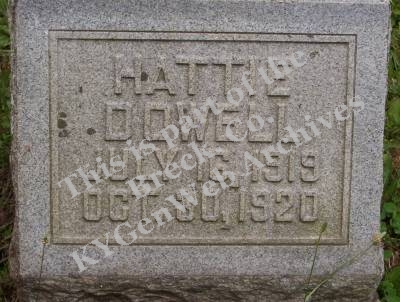 HATTIE
DOWELL
JULY 16, 1919
OCT. 30, 1920
This is part of the
Breck. Co.
KYGenWeb Archives